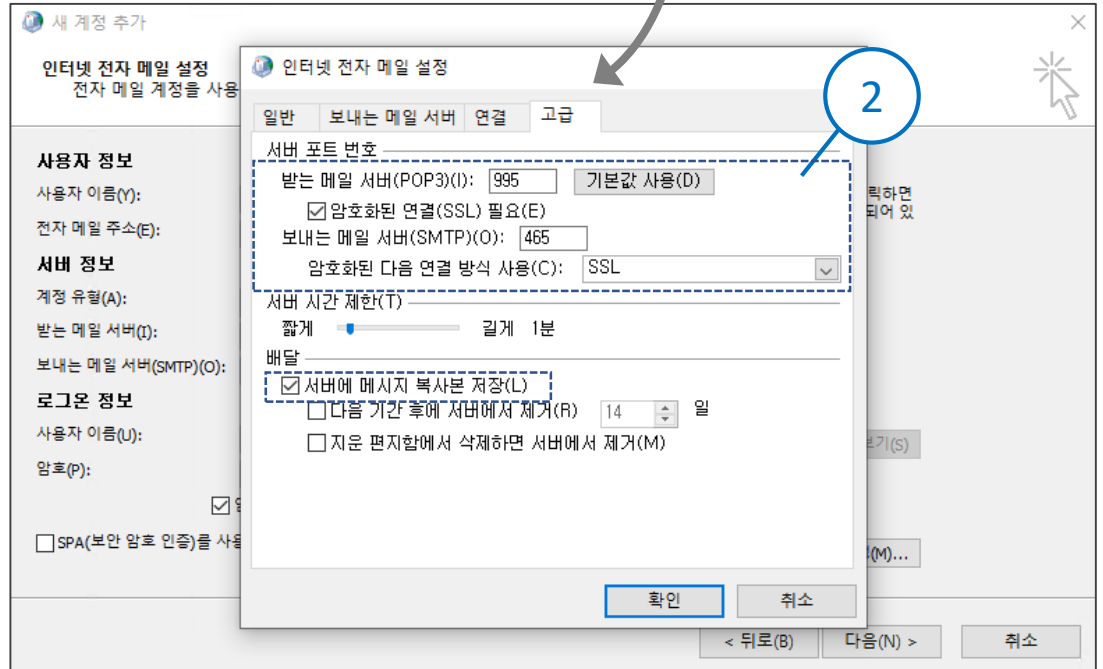 새 계정 추가
인터넷 전자 메일 설정
전자 메일 계정을 사용
사용자 정보
사용자 이름(Y):
전자 메일 주소(E):
서버 정보
계정 유형(A):
받는 메일 서버(I):
보내는 메일 서버(SMTP)(O):
로그온 정보
사용자 이름(U):
암호(P):
SPA(보안 암호 인증)를 사용
릭하면
되어 있
보기(S)
(M)...
< 뒤로(B)
다음(N) >
취소
인터넷 전자 메일 설정
일반 보내는 메일 서버 연결 고급
2
서버 포트 번호
받는 메일 서버(POP3)(I): 995 기본값 사용(D)
암호화된 연결(SSL) 필요(E)
보내는 메일 서버(SMTP)(O): 465
암호화된 다음 연결 방식 사용(C): SSL
서버 시간 제한(T)
짧게 길게 1분
배달
서버에 메시지 복사본 저장(L)
다음 기간 후에 서버에서 제거(R) 14 일
지운 편지함에서 삭제하면 서버에서 제거(M)
확인 취소